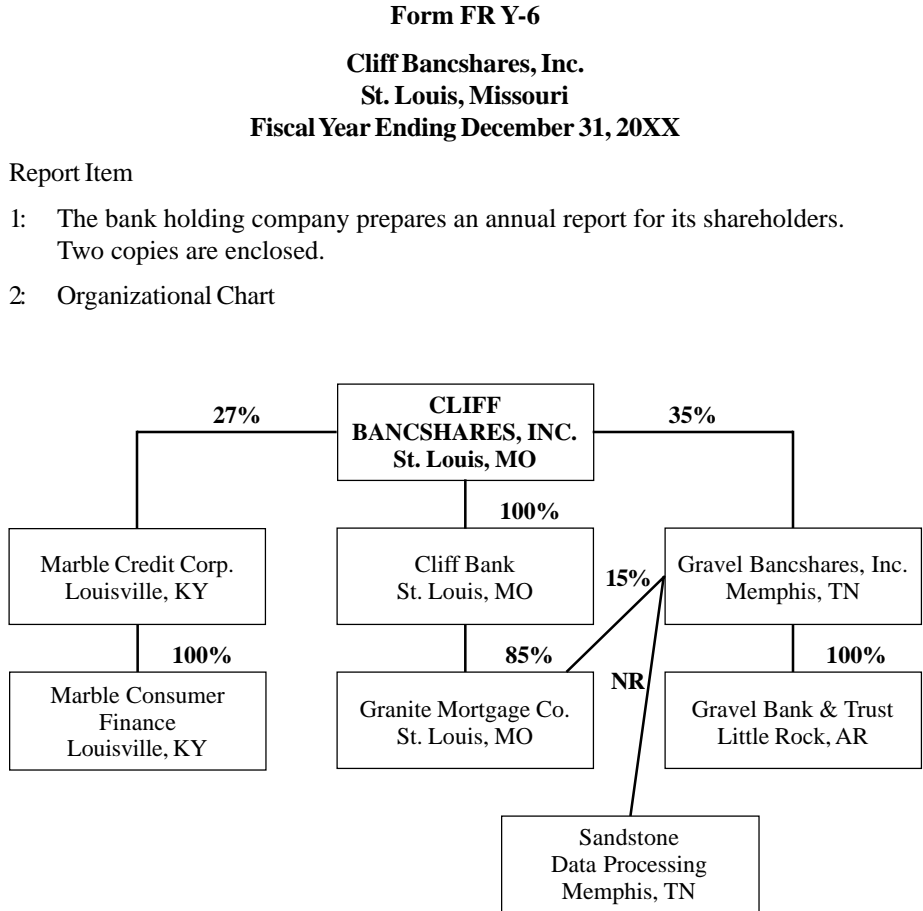 Form FR Y-6
Cliff Bancshares, Inc.
St. Louis, Missouri
Fiscal Year Ending December 31, 20XX
Report Item
1: The bank holding company prepares an annual report for its shareholders.
Two copies are enclosed.
2: Organizational Chart
27%
CLIFF
BANCSHARES, INC.
St. Louis, MO
35%
100%
Marble Credit Corp.
Louisville, KY
Cliff Bank
St. Louis, MO
15%
Gravel Bancshares, Inc.
Memphis, TN
100%
85%
100%
NR
Marble Consumer
Finance
Louisville, KY
Granite Mortgage Co.
St. Louis, MO
Gravel Bank & Trust
Little Rock, AR
Sandstone
Data Processing
Memphis, TN